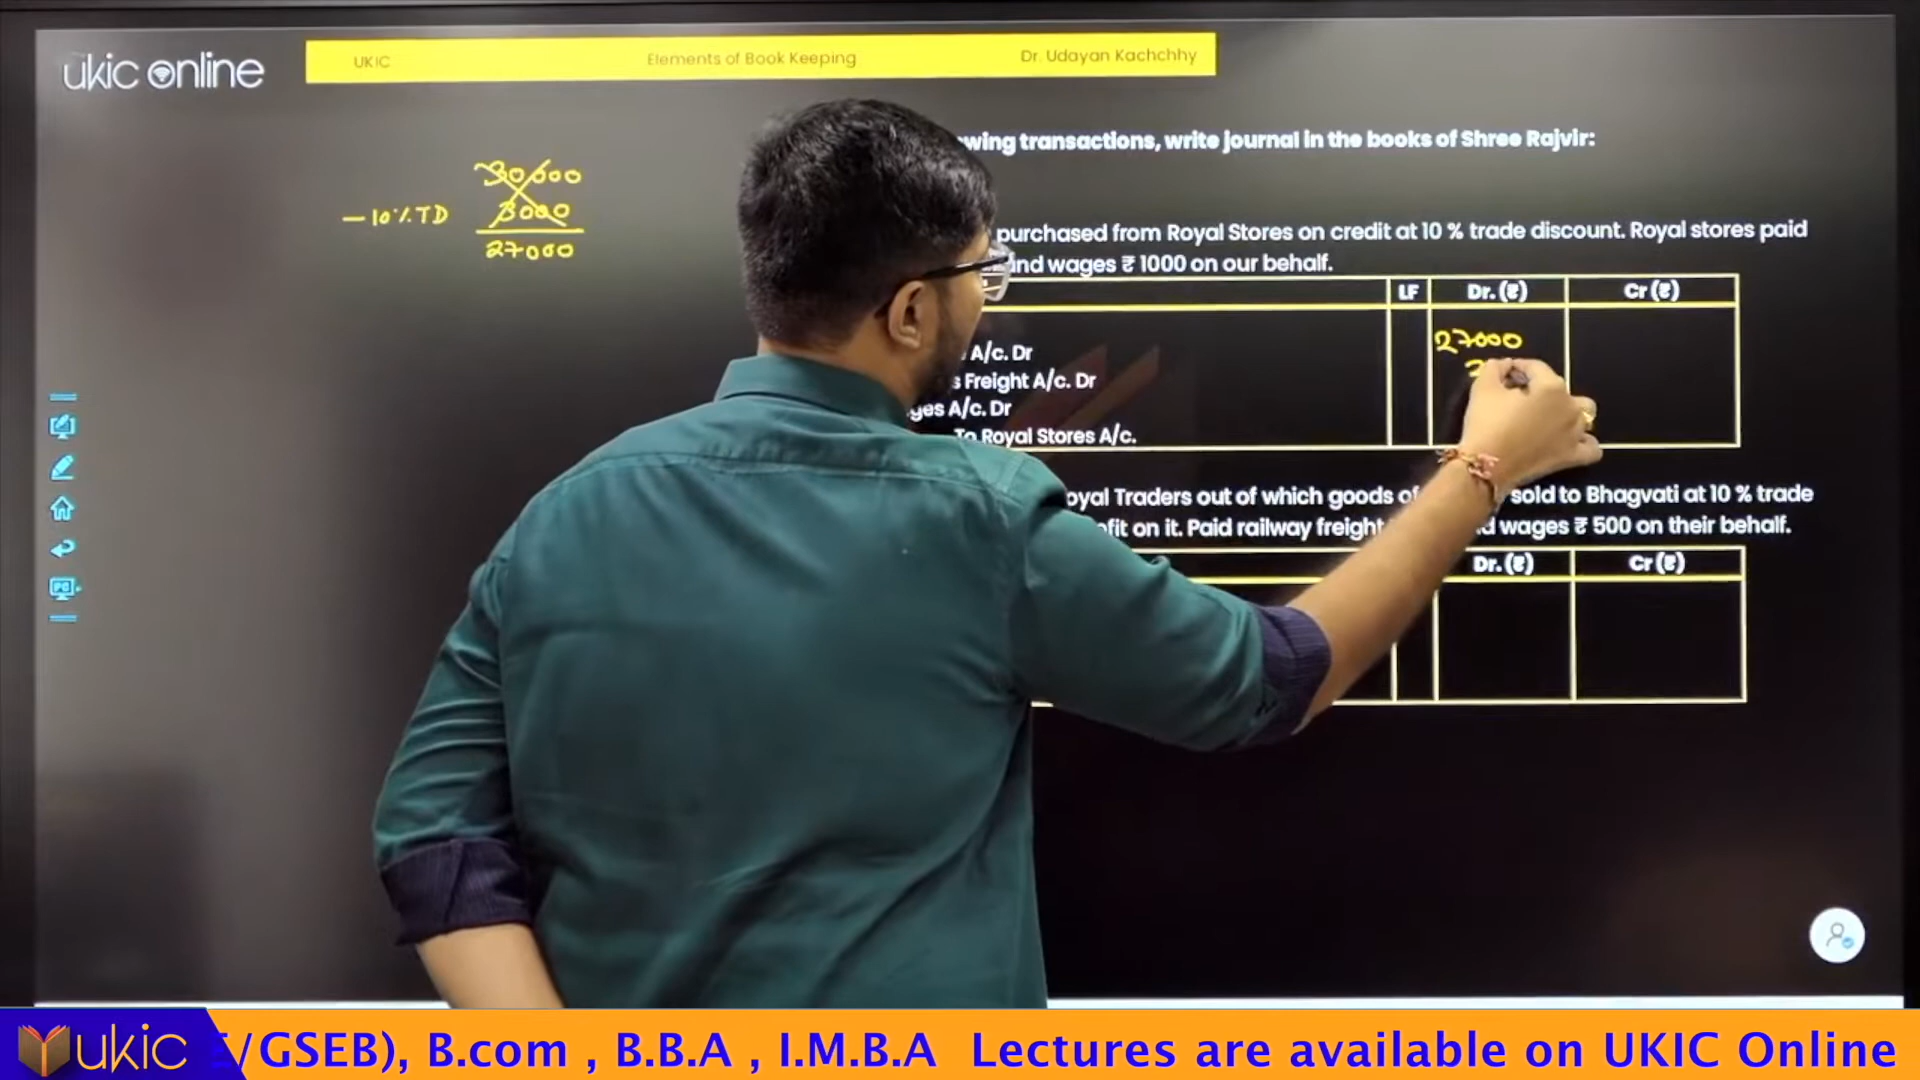 ukic online
UKIC Elements of Book Keeping Dr. Udayan Kachchhy
wing transactions, write journal in the books of Shree Rajvir:
30000
— 10% TD 3000
27000
purchased from Royal Stores on credit at 10 % trade discount. Royal stores paid
and wages ₹ 1000 on our behalf.
LF Dr. (₹) Cr (₹)
27000
A/c. Dr
s Freight A/c. Dr
ges A/c. Dr
To Royal Stores A/c.
oyal Traders out of which goods of sold to Bhagvati at 10 % trade
ofit on it. Paid railway freight wages ₹ 500 on their behalf.
Dr. (₹) Cr (₹)
PC
ukic /GSEB), B.com , B.B.A , I.M.B.A Lectures are available on UKIC Online